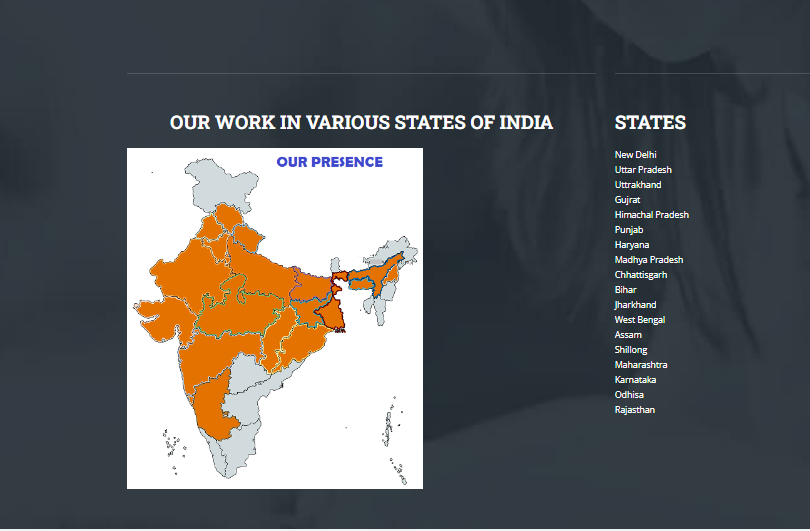 OUR WORK IN VARIOUS STATES OF INDIA
OUR PRESENCE
STATES
New Delhi
Uttar Pradesh
Uttrakhand
Gujrat
Himachal Pradesh
Punjab
Haryana
Madhya Pradesh
Chhattisgarh
Bihar
Jharkhand
West Bengal
Assam
Shillong
Maharashtra
Karnataka
Odhisa
Rajasthan